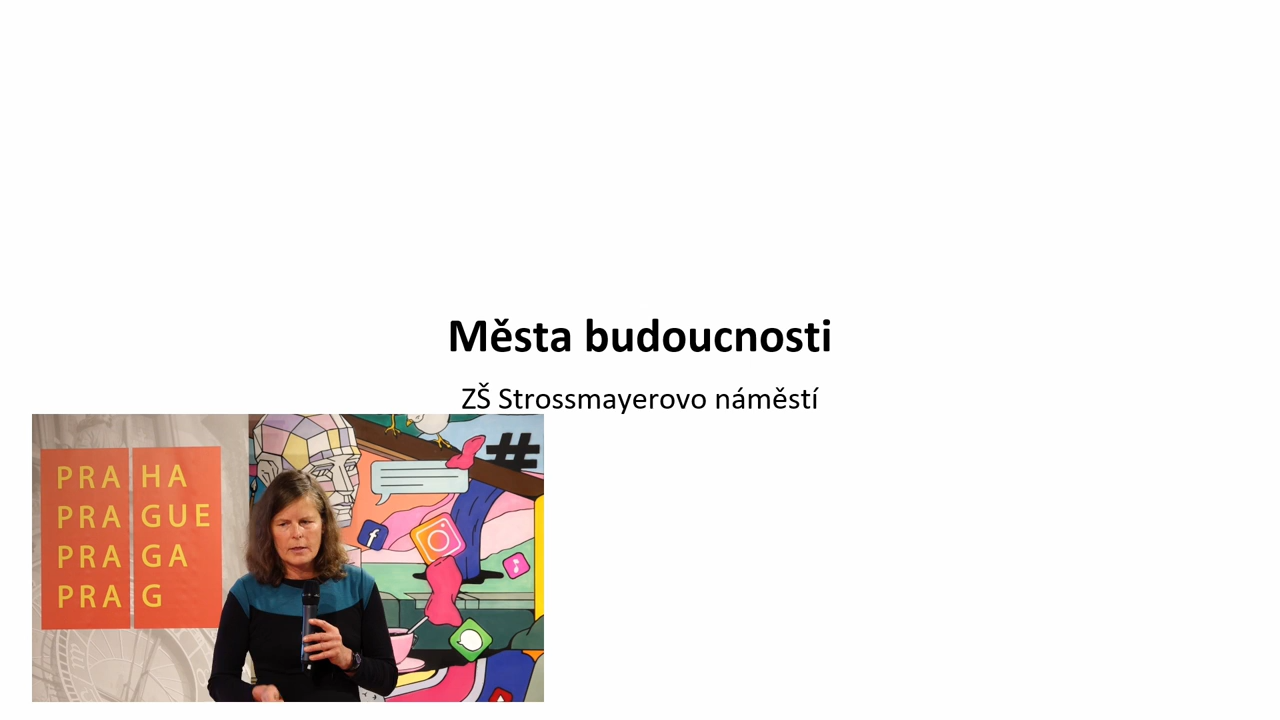 Města budoucnosti
ZŠ Strossmayerovo náměstí
PRA HA
PRA GUE
PRA GA
PRA G
#
f